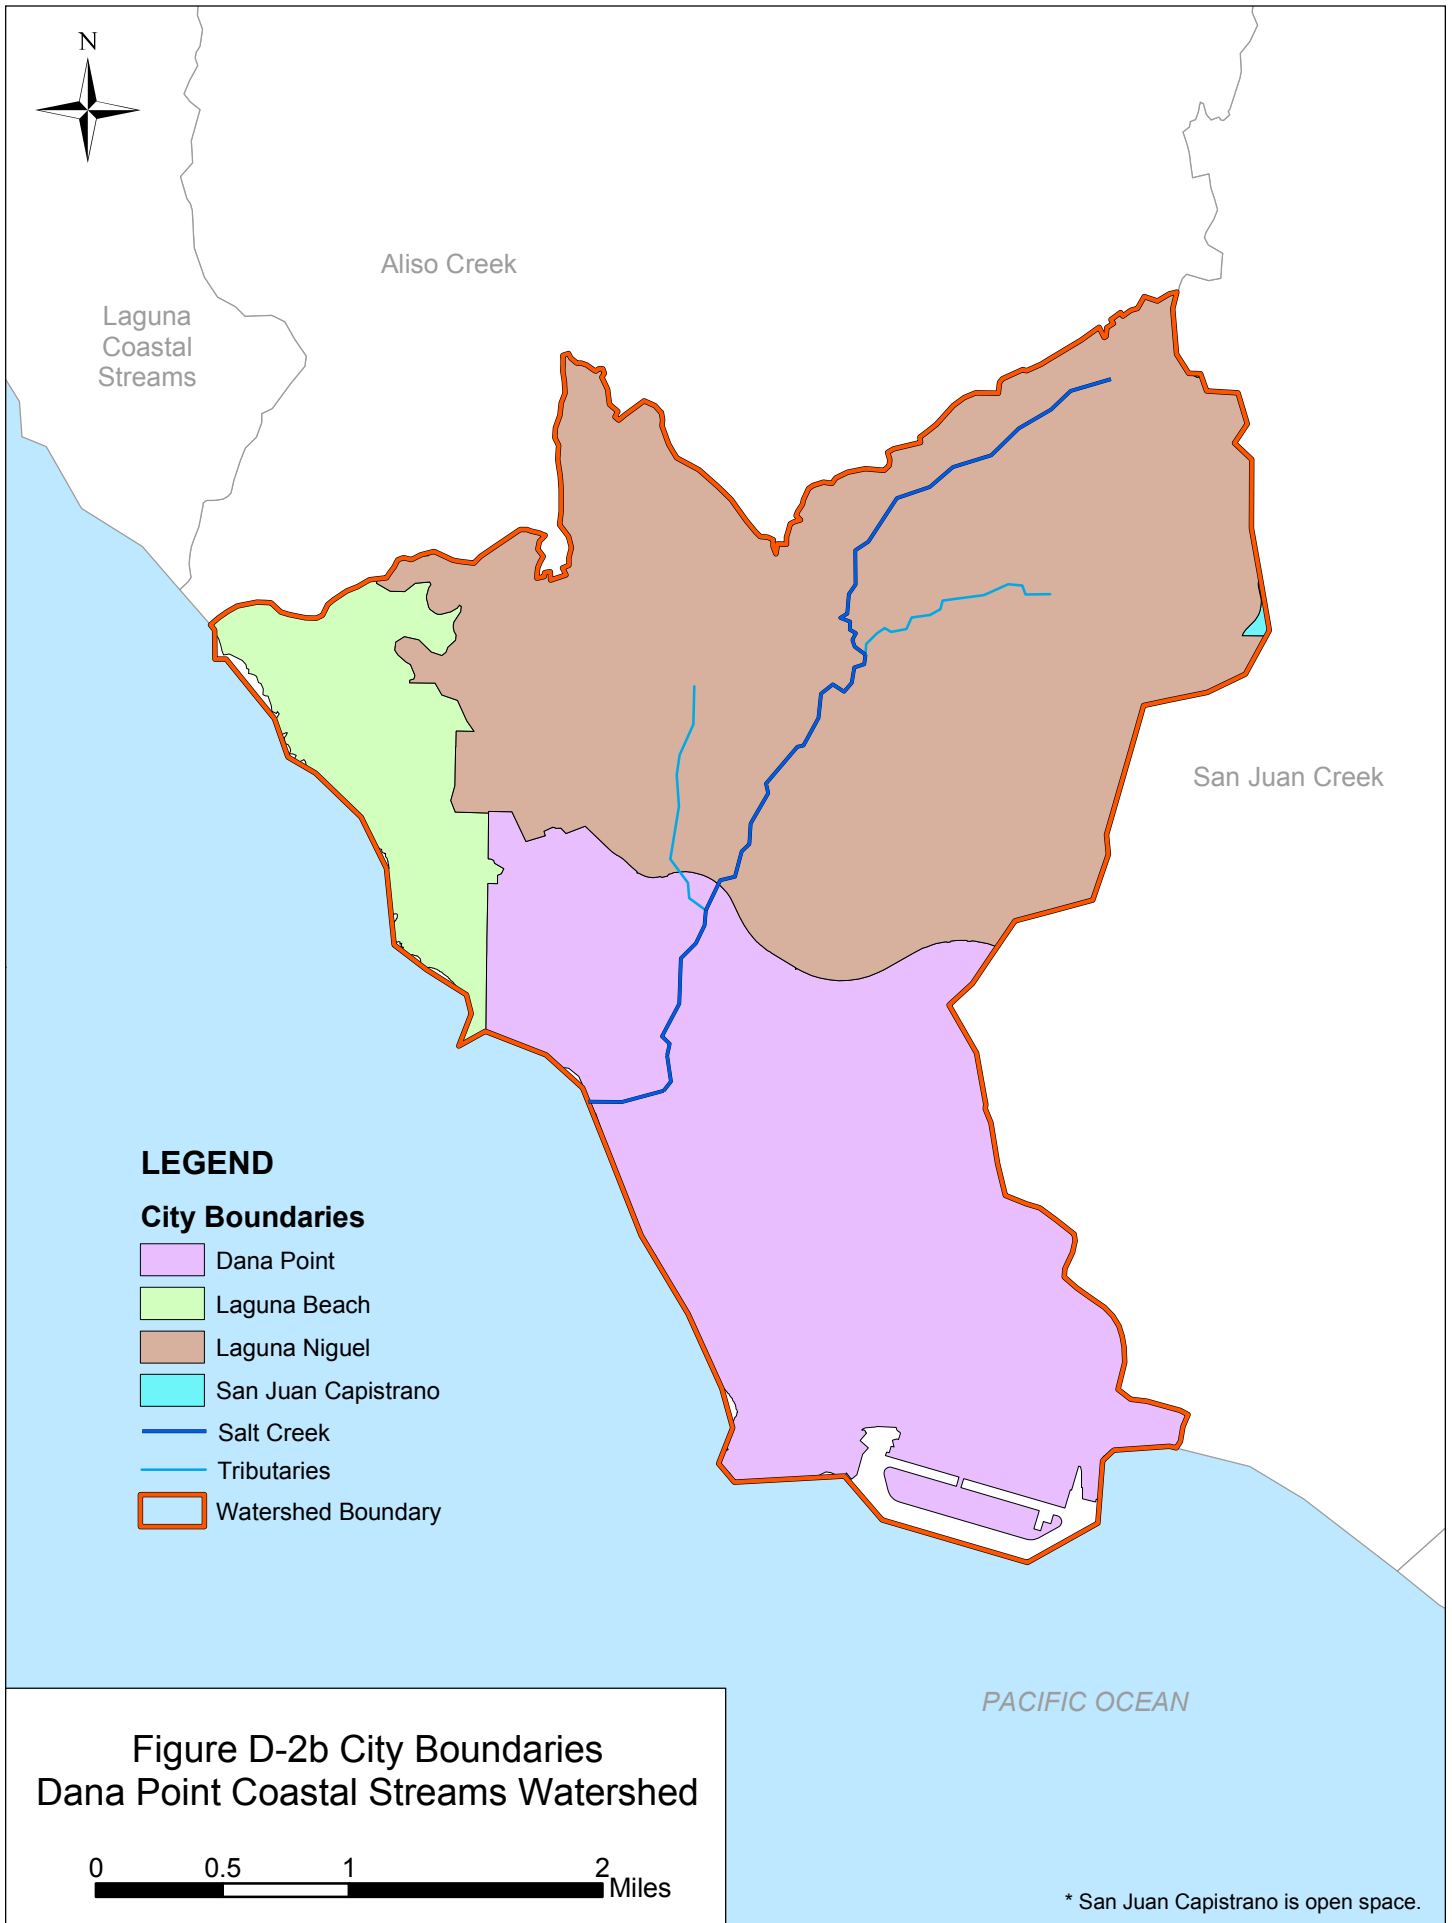 N
Aliso Creek
Laguna
Coastal
Streams
San Juan Creek
LEGEND
City Boundaries
Dana Point
Laguna Beach
Laguna Niguel
San Juan Capistrano
Salt Creek
Tributaries
Watershed Boundary
PACIFIC OCEAN
Figure D-2b City Boundaries
Dana Point Coastal Streams Watershed
0 0.5 1 2
Miles
* San Juan Capistrano is open space.